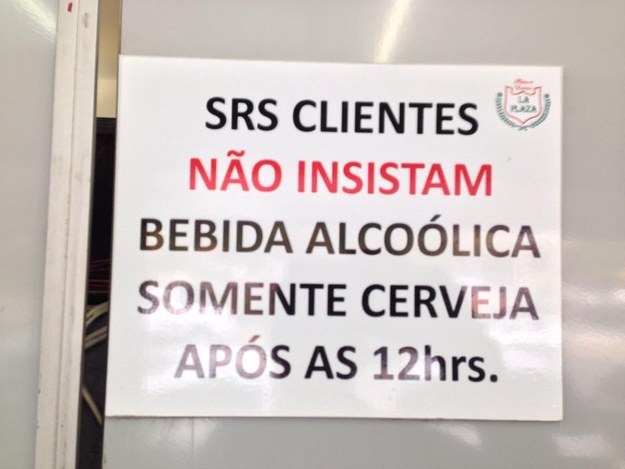 LA
PLAZA
SRS CLIENTES
NÃO INSISTAM
BEBIDA ALCOÓLICA
SOMENTE CERVEJA
APÓS AS 12hrs.